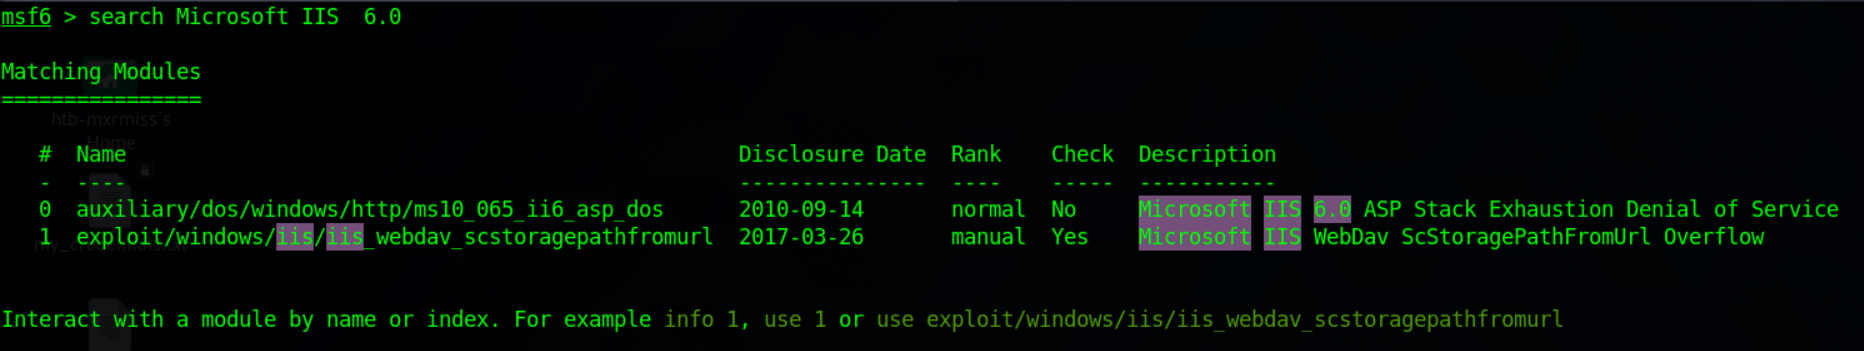 msf6 > search Microsoft IIS  6.0
Matching Modules
================
htb-mxrmiss's
Home
#  Name  Disclosure Date  Rank  Check  Description
-  ----  ---------------  ----  -----  -----------
0  auxiliary/dos/windows/http/ms10_065_ii6_asp_dos  2010-09-14  normal  No  Microsoft IIS 6.0 ASP Stack Exhaustion Denial of Service
1  exploit/windows/iis/iis_webdav_scstoragepathfromurl  2017-03-26  manual  Yes  Microsoft IIS WebDav ScStoragePathFromUrl Overflow
Interact with a module by name or index. For example info 1, use 1 or use exploit/windows/iis/iis_webdav_scstoragepathfromurl